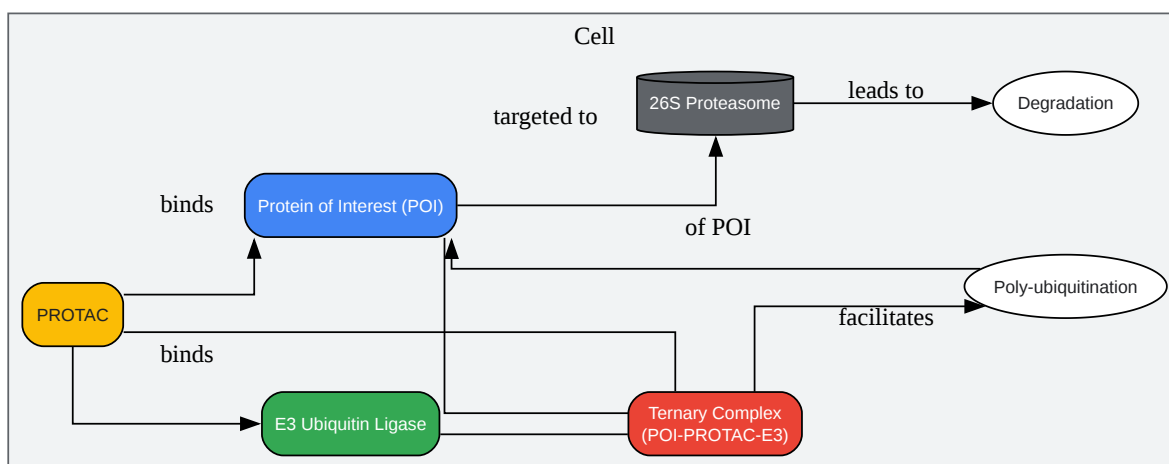 Cell
26S Proteasome
leads to
Degradation
targeted to
binds
Protein of Interest (POI)
of POI
Poly-ubiquitination
PROTAC
facilitates
binds
E3 Ubiquitin Ligase
Ternary Complex
(POI-PROTAC-E3)